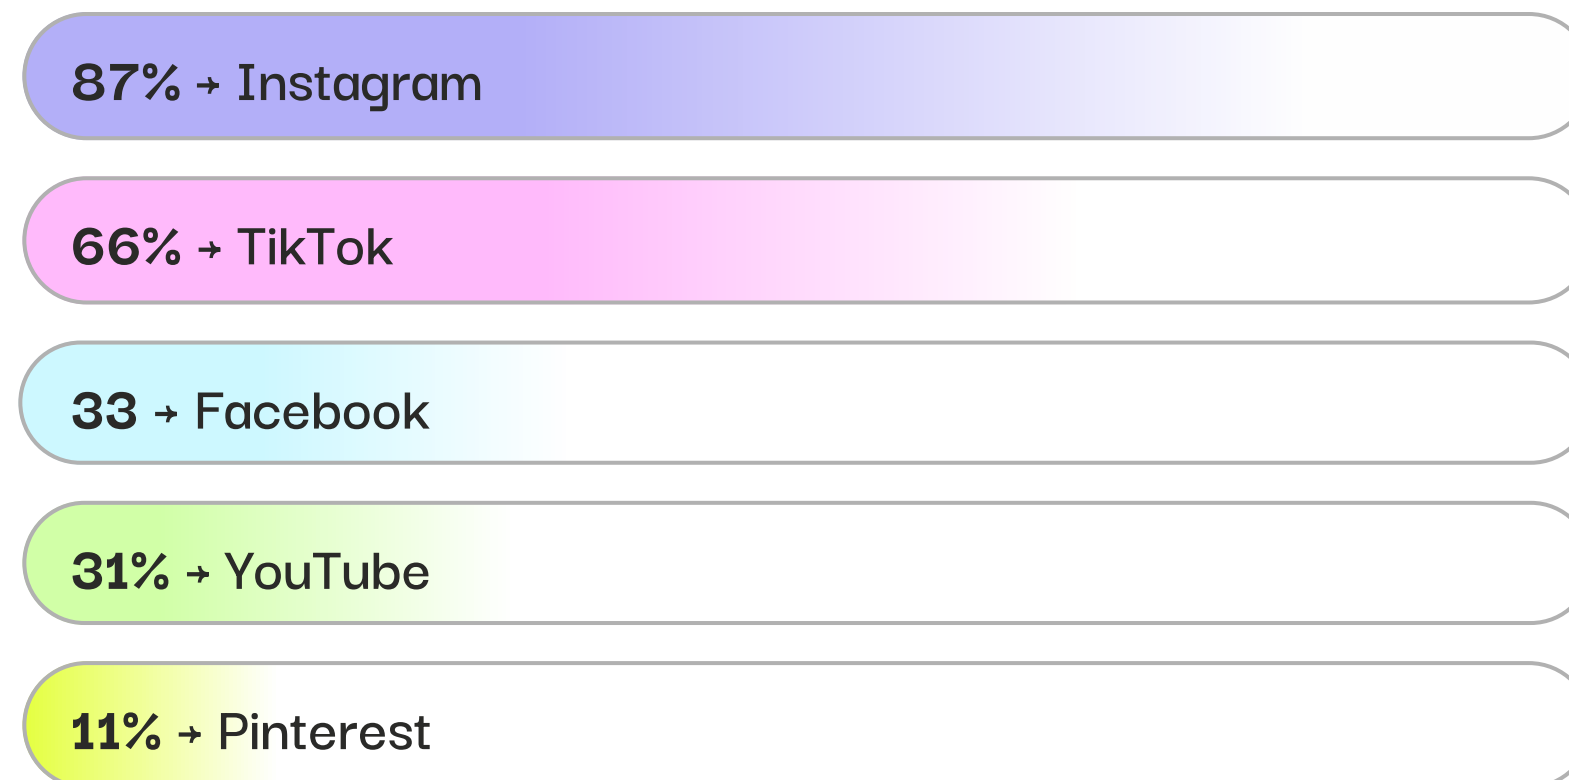 87% → Instagram
66% → TikTok
33 → Facebook
31% → YouTube
11% → Pinterest